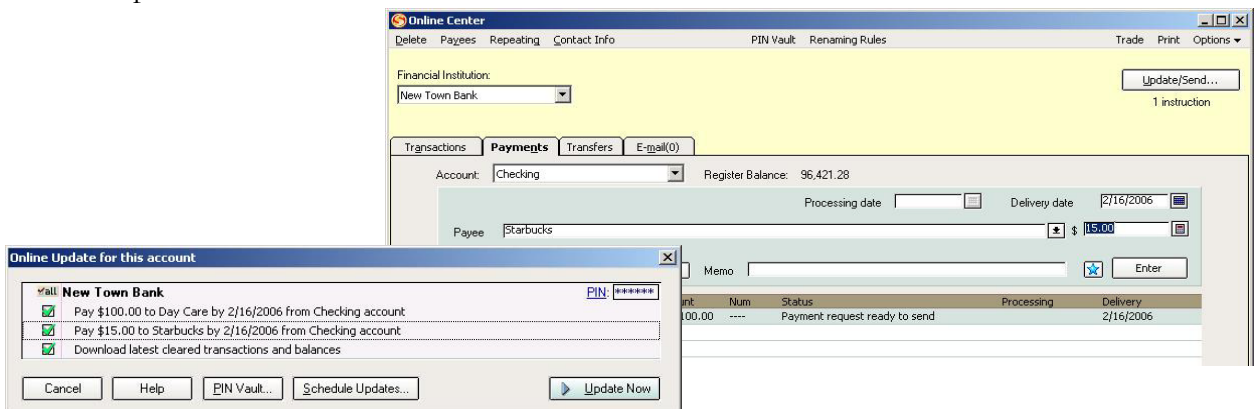 Online Center
Delete Payees Repeating Contact Info PIN Vault Renaming Rules Trade Print Options
Financial Institution:
New Town Bank
Update/Send...
1 instruction
Transactions Payments Transfers E-mail(0)
Account: Checking Register Balance: 96,421.28
Processing date Delivery date 2/16/2006
Payee Starbucks $ 15.00
Memo Enter
Num Status Processing Delivery
100.00 ---- Payment request ready to send 2/16/2006
Online Update for this account
all New Town Bank PIN: ******
Pay $100.00 to Day Care by 2/16/2006 from Checking account
Pay $15.00 to Starbucks by 2/16/2006 from Checking account
Download latest cleared transactions and balances
Cancel Help PIN Vault... Schedule Updates... Update Now